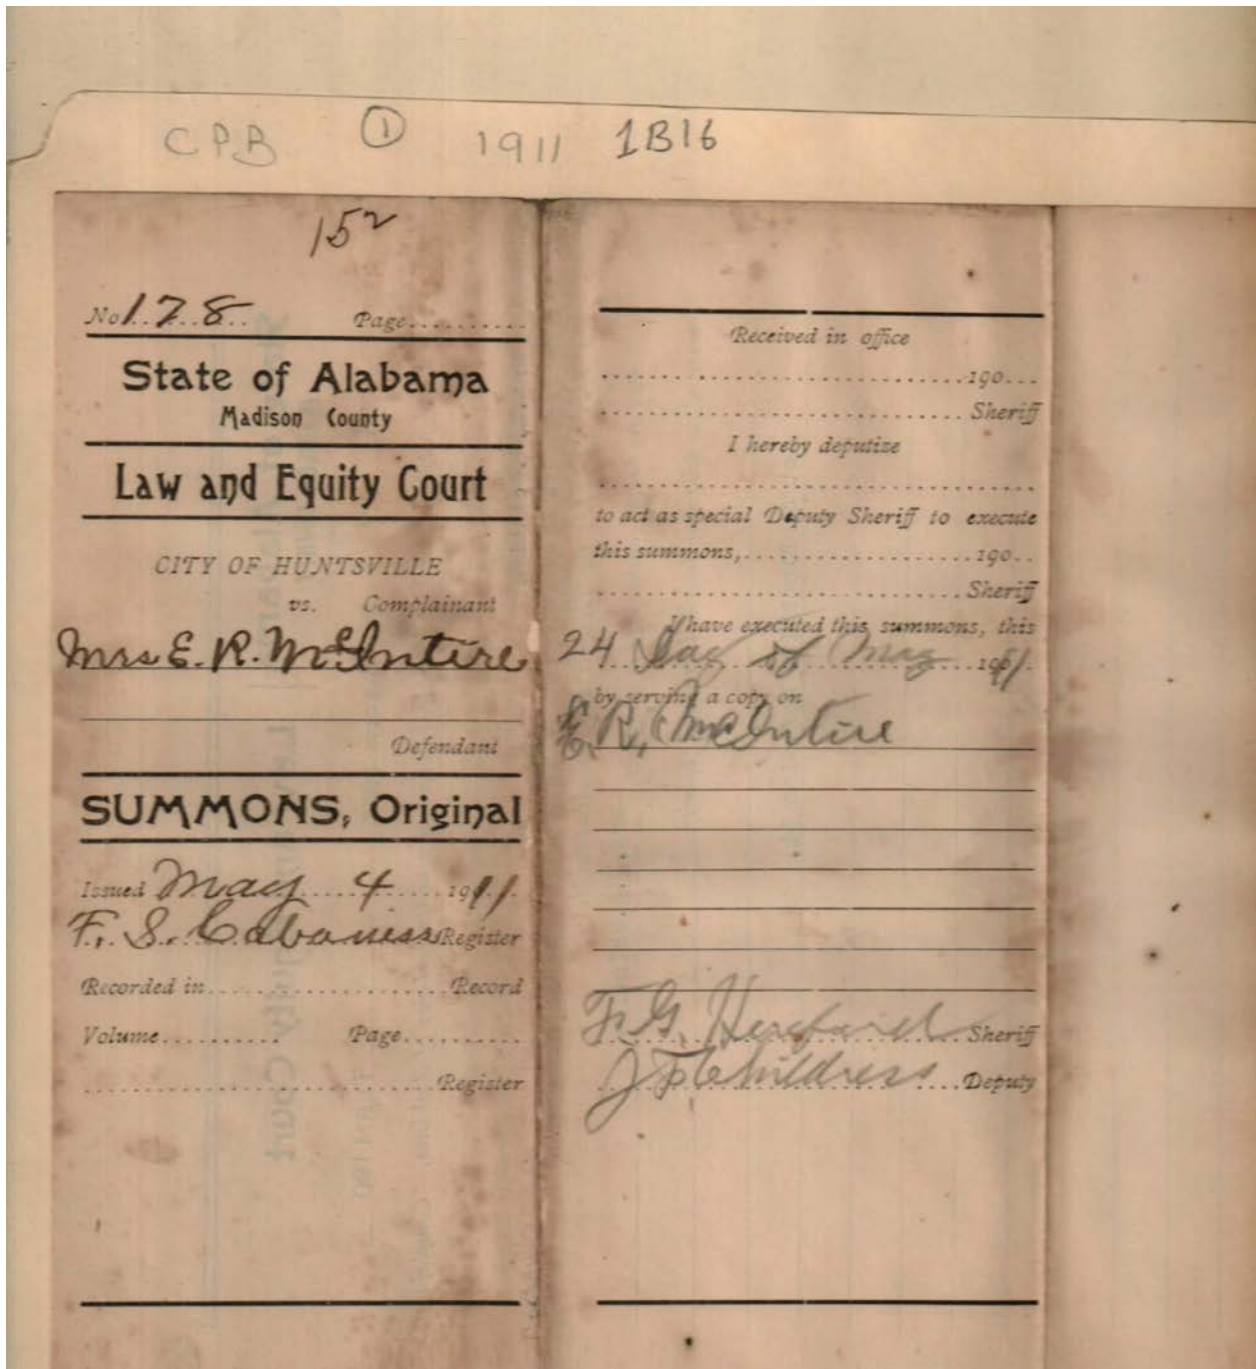 CPB ① 1911 1B16
152
No 178 Page
State of Alabama
Madison County
Law and Equity Court
CITY OF HUNTSVILLE
vs. Complainant
Mrs E. R. McIntire
Defendant
SUMMONS, Original
Issued May 4 1911
F. S. Cabaniss Register
Recorded in Record
Volume Page
Register
Received in office
190
Sheriff
I hereby deputize
to act as special Deputy Sheriff to execute
this summons, 190
Sheriff
I have executed this summons, this
24 day of May 1911
by serving a copy on
E. R. McIntire
F. G. Hereford Sheriff
J F Childress Deputy